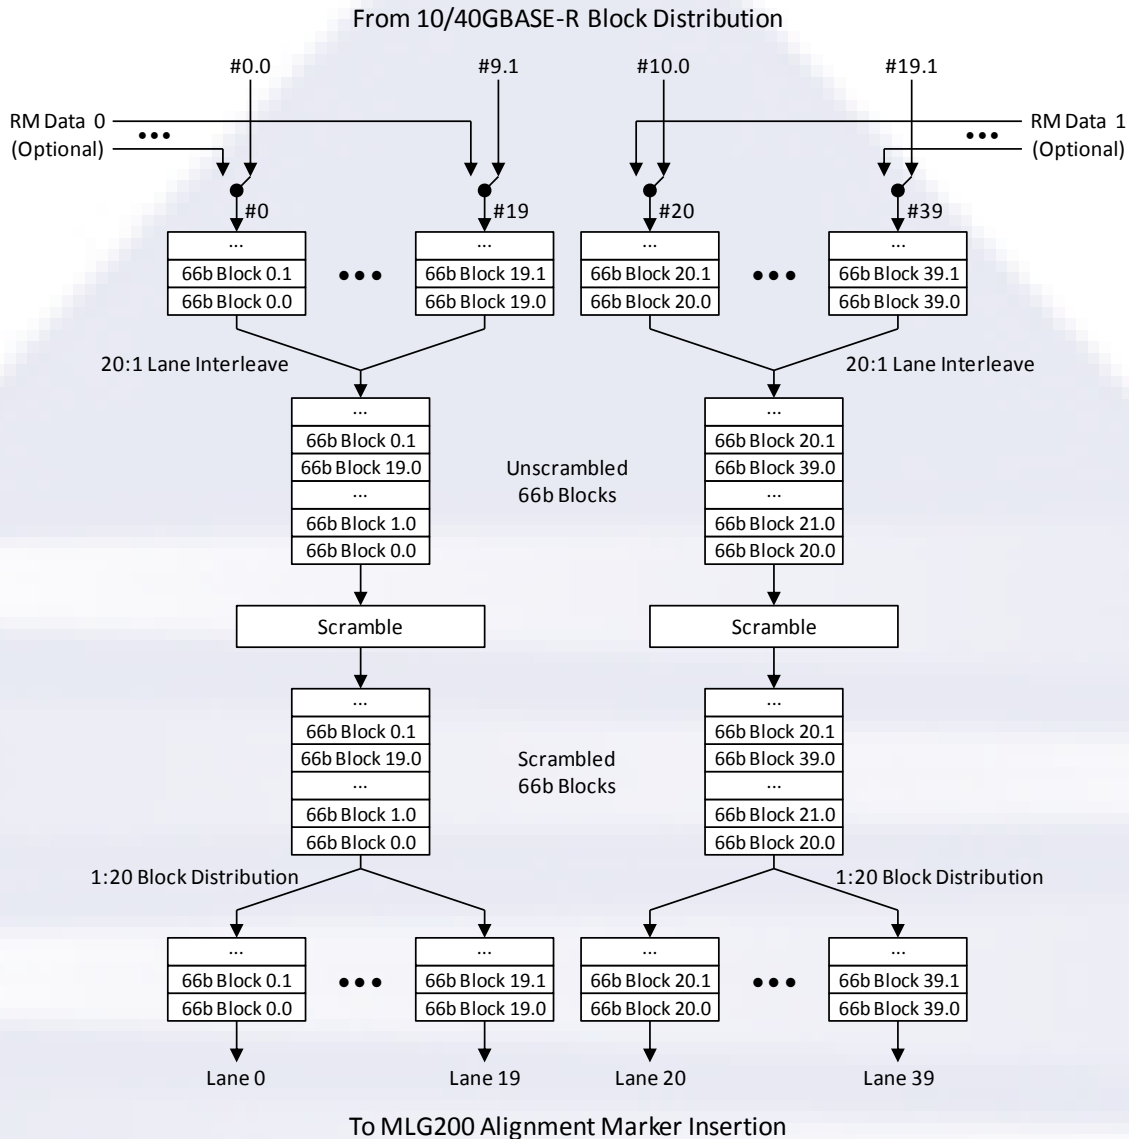 From 10/40GBASE-R Block Distribution
#0.0 #9.1 #10.0 #19.1
RM Data 0 ••• ••• RM Data 1
(Optional) (Optional)
#0 #19 #20 #39
... ... ... ...
66b Block 0.1 ••• 66b Block 19.1 66b Block 20.1 ••• 66b Block 39.1
66b Block 0.0 66b Block 19.0 66b Block 20.0 66b Block 39.0
20:1 Lane Interleave 20:1 Lane Interleave
... ...
66b Block 0.1 66b Block 20.1
66b Block 19.0 Unscrambled 66b Block 39.0
... 66b Blocks ...
66b Block 1.0 66b Block 21.0
66b Block 0.0 66b Block 20.0
Scramble Scramble
... ...
66b Block 0.1 66b Block 20.1
66b Block 19.0 Scrambled 66b Block 39.0
... 66b Blocks ...
66b Block 1.0 66b Block 21.0
66b Block 0.0 66b Block 20.0
1:20 Block Distribution 1:20 Block Distribution
... ... ... ...
66b Block 0.1 ••• 66b Block 19.1 66b Block 20.1 ••• 66b Block 39.1
66b Block 0.0 66b Block 19.0 66b Block 20.0 66b Block 39.0
Lane 0 Lane 19 Lane 20 Lane 39
To MLG200 Alignment Marker Insertion